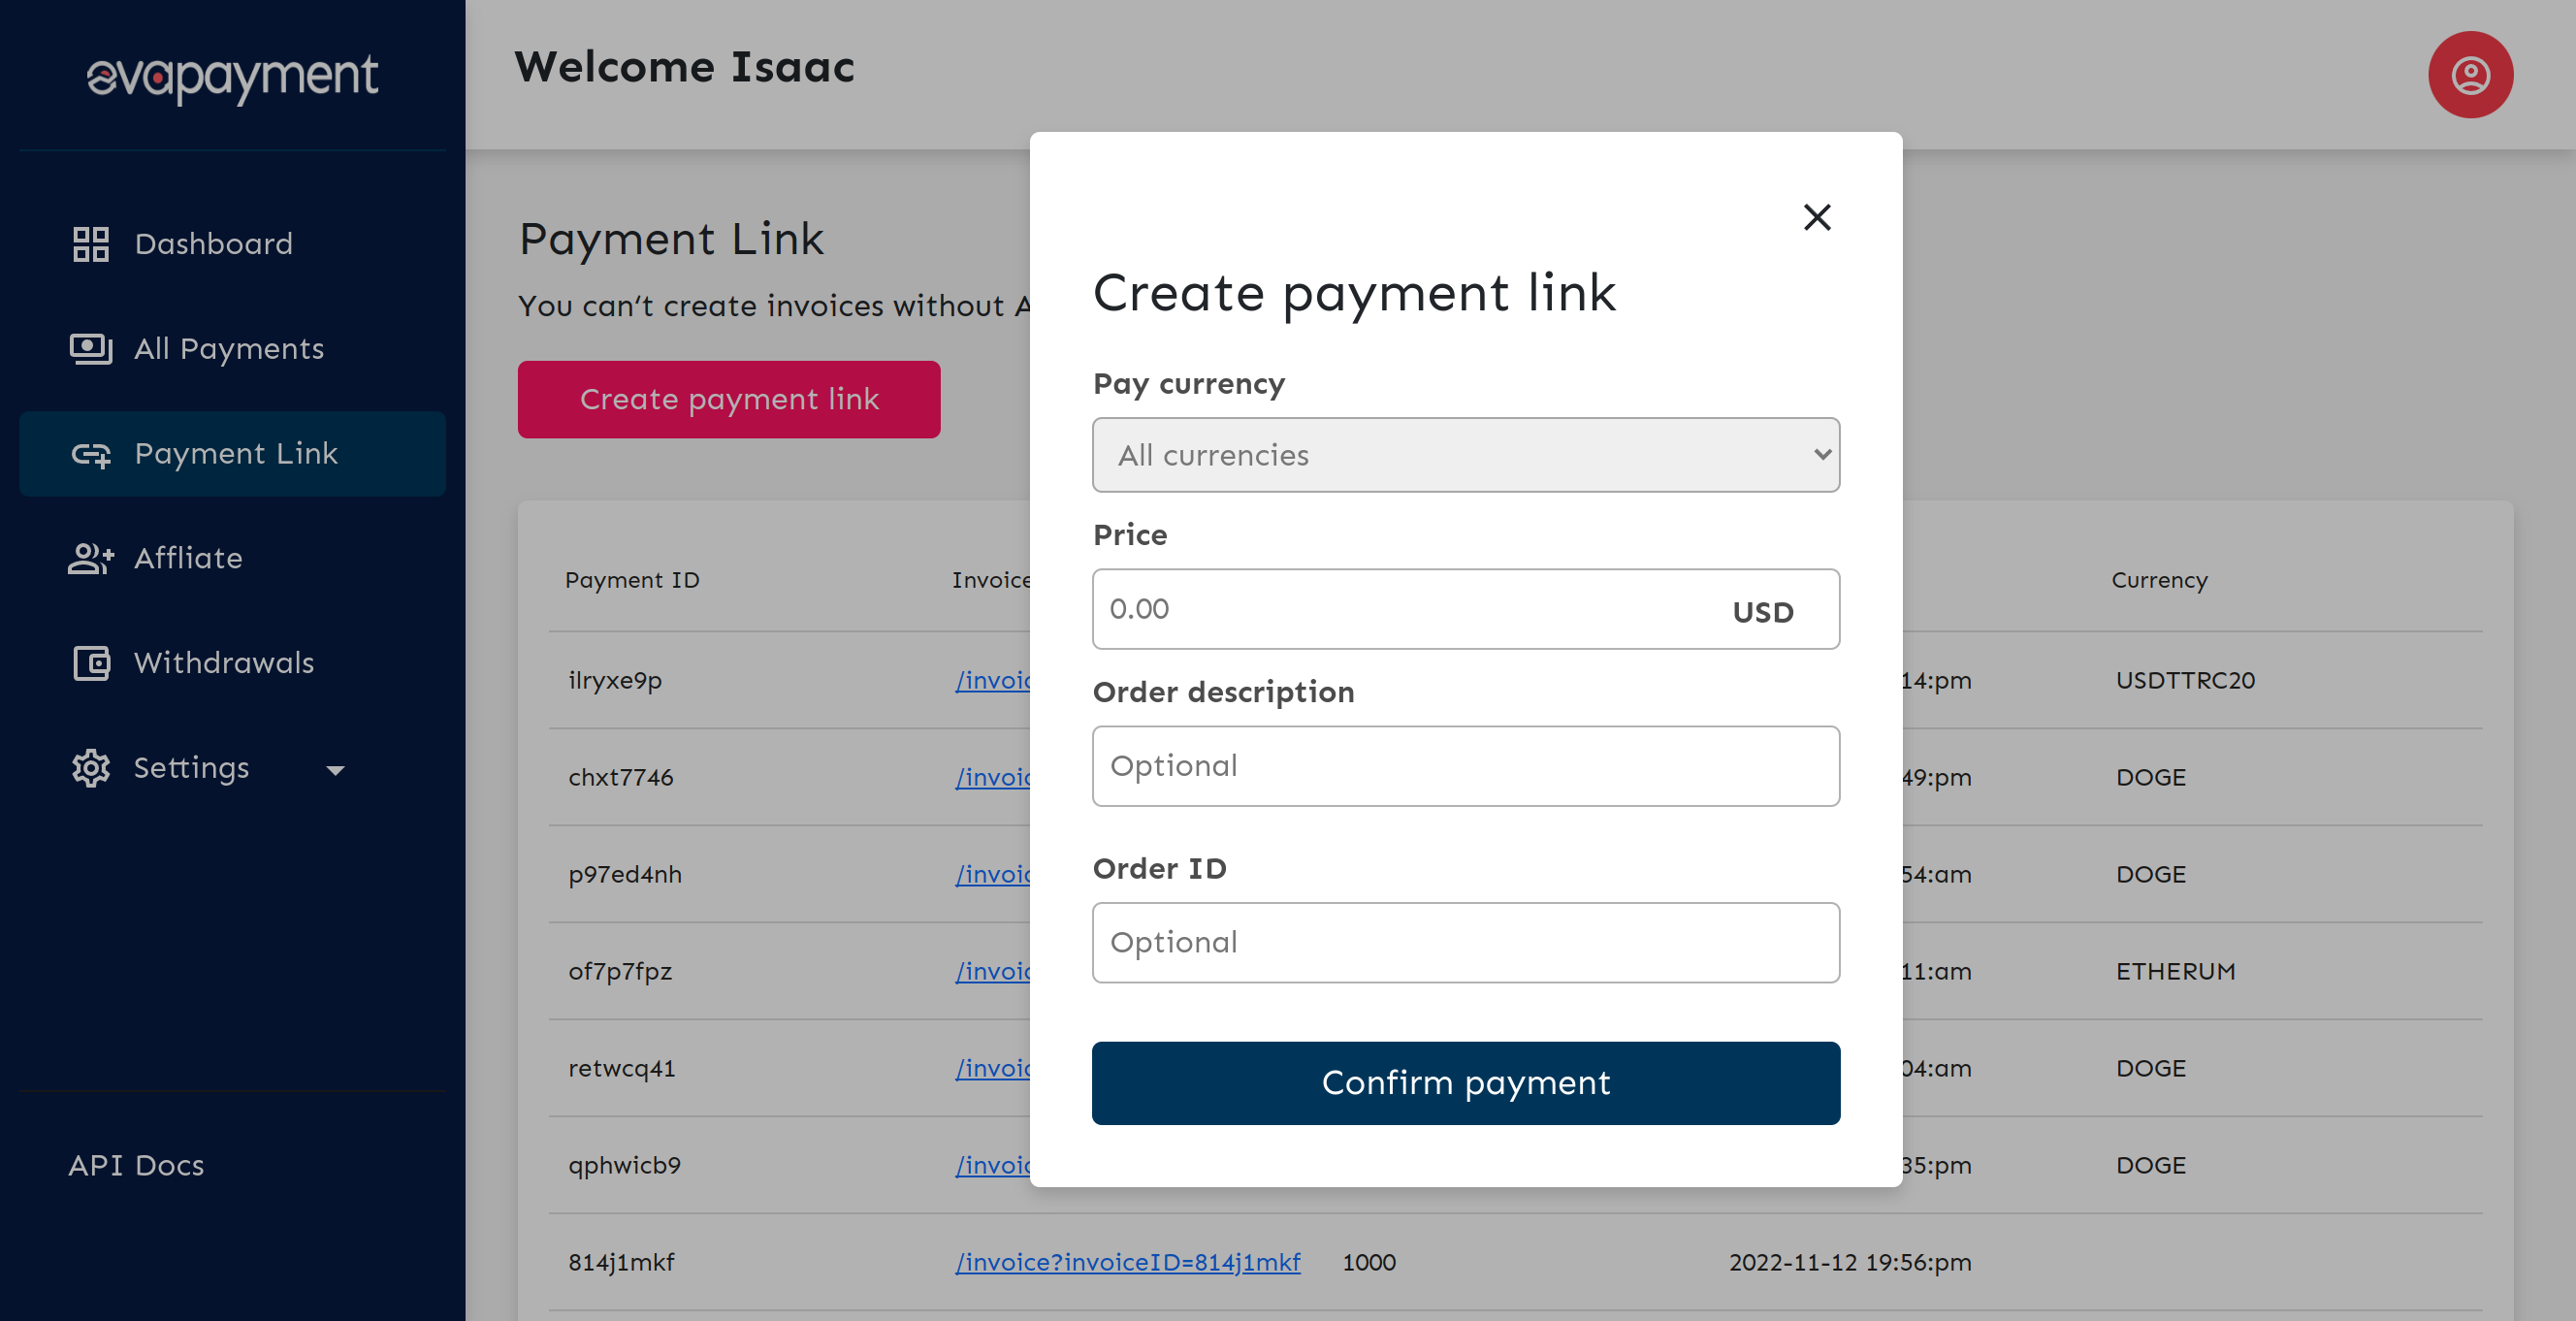 evapayment
Welcome Isaac
Dashboard
All Payments
Payment Link
Affliate
Withdrawals
Settings
API Docs
Payment Link
You can‘t create invoices without
Create payment link
Payment ID Invoice Currency
ilryxe9p /invoic 14:pm USDTTRC20
chxt7746 /invoic 49:pm DOGE
p97ed4nh /invoic 54:am DOGE
of7p7fpz /invoic 11:am ETHERUM
retwcq41 /invoic 04:am DOGE
qphwicb9 /invoic 35:pm DOGE
814j1mkf /invoice?invoiceID=814j1mkf 1000 2022-11-12 19:56:pm
Create payment link
Pay currency
All currencies
Price
0.00 USD
Order description
Optional
Order ID
Optional
Confirm payment